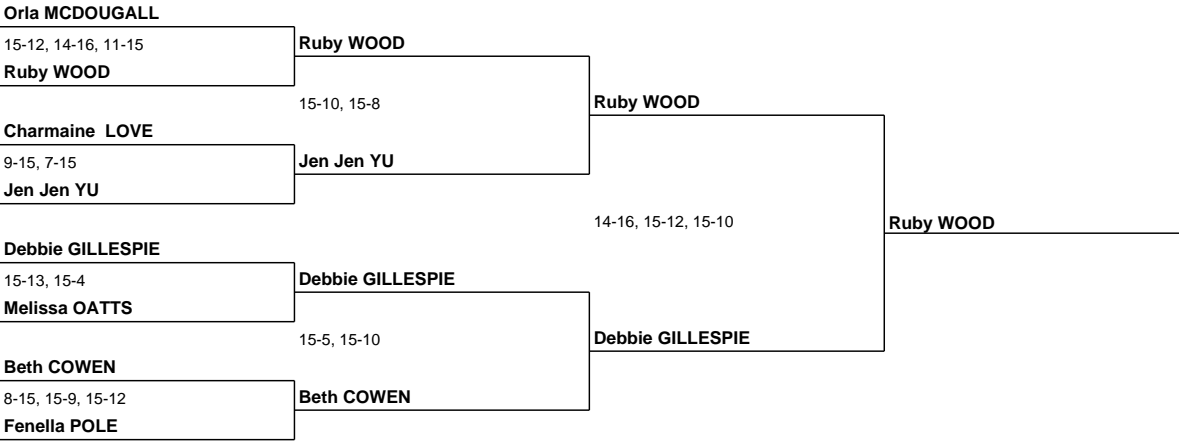 Orla MCDOUGALL
15-12, 14-16, 11-15
Ruby WOOD
Ruby WOOD
15-10, 15-8
Ruby WOOD
Charmaine  LOVE
9-15, 7-15
Jen Jen YU
Jen Jen YU
14-16, 15-12, 15-10
Ruby WOOD
Debbie GILLESPIE
15-13, 15-4
Debbie GILLESPIE
Melissa OATTS
15-5, 15-10
Debbie GILLESPIE
Beth COWEN
8-15, 15-9, 15-12
Beth COWEN
Fenella POLE